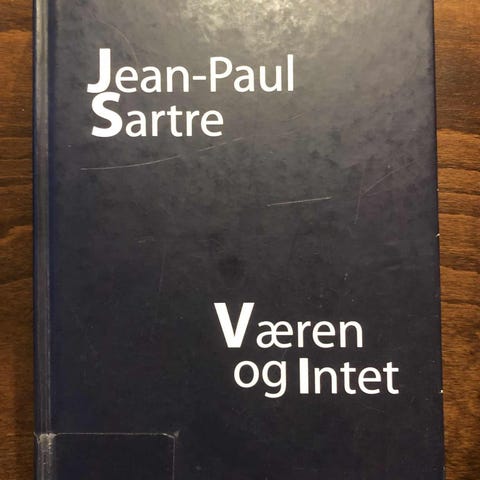 Jean-Paul
Sartre
Væren
og Intet